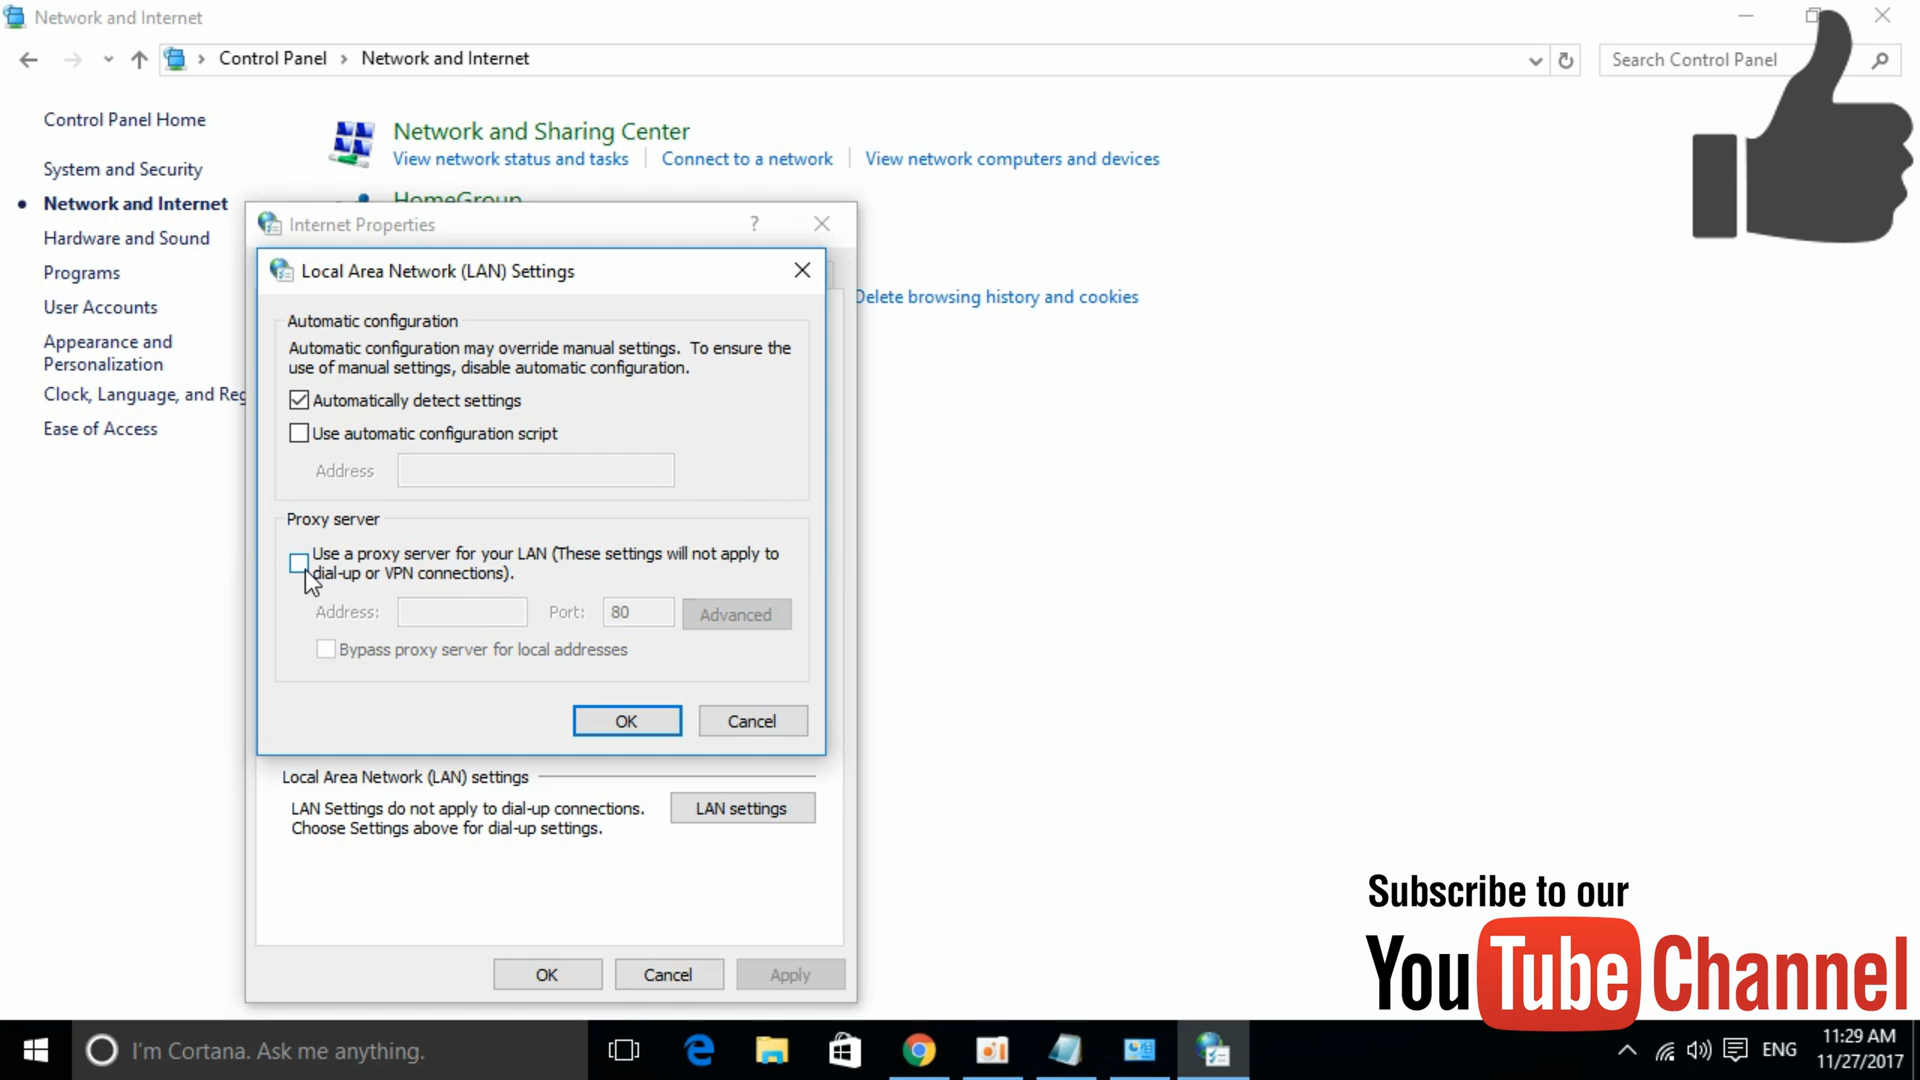 Network and Internet
Control Panel > Network and Internet
Search Control Panel
Control Panel Home
System and Security
Network and Internet
Hardware and Sound
Programs
User Accounts
Appearance and
Personalization
Clock, Language, and Reg
Ease of Access
Network and Sharing Center
View network status and tasks
Connect to a network
View network computers and devices
HomeGroup
Delete browsing history and cookies
Internet Properties
?
Local Area Network (LAN) Settings
Automatic configuration
Automatic configuration may override manual settings. To ensure the
use of manual settings, disable automatic configuration.
Automatically detect settings
Use automatic configuration script
Address
Proxy server
Use a proxy server for your LAN (These settings will not apply to
dial-up or VPN connections).
Address:
Port: 80
Advanced
Bypass proxy server for local addresses
OK
Cancel
Local Area Network (LAN) settings
LAN Settings do not apply to dial-up connections.
Choose Settings above for dial-up settings.
LAN settings
OK
Cancel
Apply
Subscribe to our
YouTube Channel
I'm Cortana. Ask me anything.
ENG
11:29 AM
11/27/2017